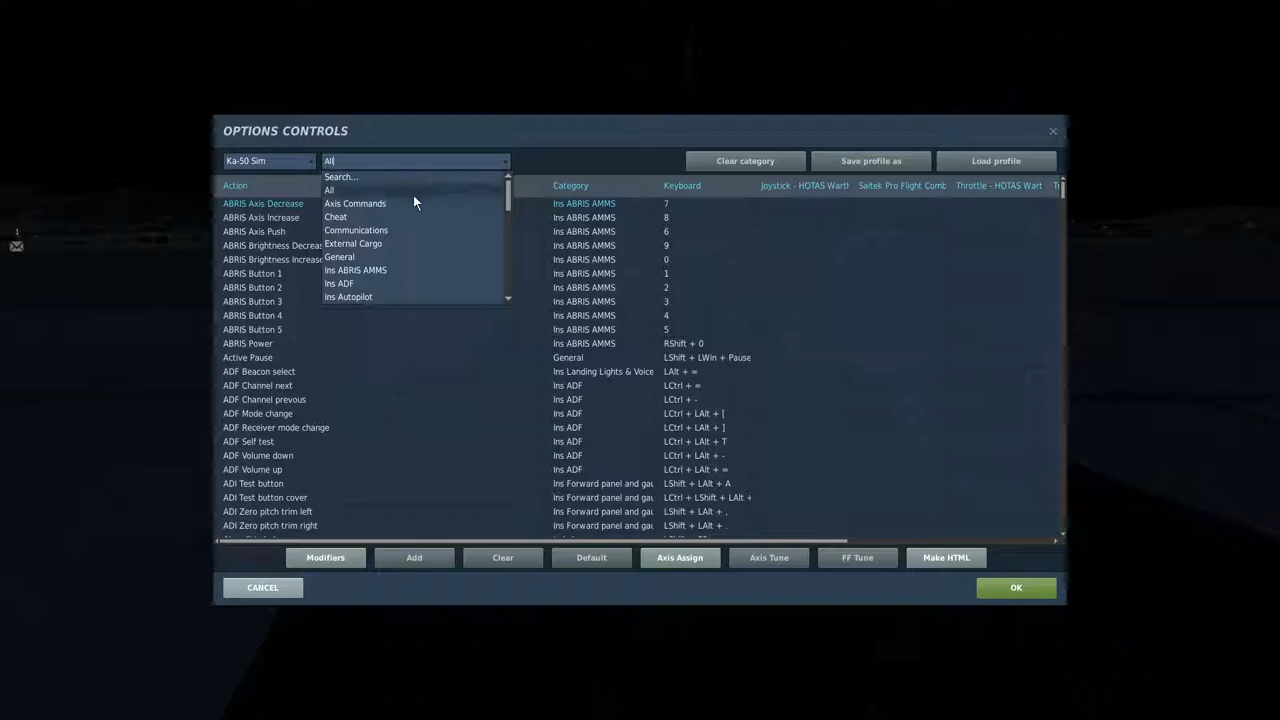 OPTIONS CONTROLS
Ka-50 Sim All Clear category Save profile as Load profile
Search...
Action Category Keyboard Joystick - HOTAS Wartl Saitek Pro Flight Comb Throttle - HOTAS Wart
All
ABRIS Axis Decrease Axis Commands Ins ABRIS AMMS 7
ABRIS Axis Increase Cheat Ins ABRIS AMMS 8
ABRIS Axis Push Communications Ins ABRIS AMMS 6
1
ABRIS Brightness Decreas External Cargo Ins ABRIS AMMS 9
ABRIS Brightness Increase General Ins ABRIS AMMS 0
ABRIS Button 1 Ins ABRIS AMMS Ins ABRIS AMMS 1
ABRIS Button 2 Ins ADF Ins ABRIS AMMS 2
ABRIS Button 3 Ins Autopilot Ins ABRIS AMMS 3
ABRIS Button 4 Ins ABRIS AMMS 4
ABRIS Button 5 Ins ABRIS AMMS 5
ABRIS Power Ins ABRIS AMMS RShift + 0
Active Pause General LShift + LWin + Pause
ADF Beacon select Ins Landing Lights & Voice LAlt + =
ADF Channel next Ins ADF LCtrl + =
ADF Channel prevous Ins ADF LCtrl + -
ADF Mode change Ins ADF LCtrl + LAlt + [
ADF Receiver mode change Ins ADF LCtrl + LAlt + ]
ADF Self test Ins ADF LCtrl + LAlt + T
ADF Volume down Ins ADF LCtrl + LAlt + -
ADF Volume up Ins ADF LCtrl + LAlt + =
ADI Test button Ins Forward panel and gau LShift + LAlt + A
ADI Test button cover Ins Forward panel and gau LCtrl + LShift + LAlt +
ADI Zero pitch trim left Ins Forward panel and gau LShift + LAlt + ,
ADI Zero pitch trim right Ins Forward panel and gau LShift + LAlt + .
Modifiers Add Clear Default Axis Assign Axis Tune FF Tune Make HTML
CANCEL OK